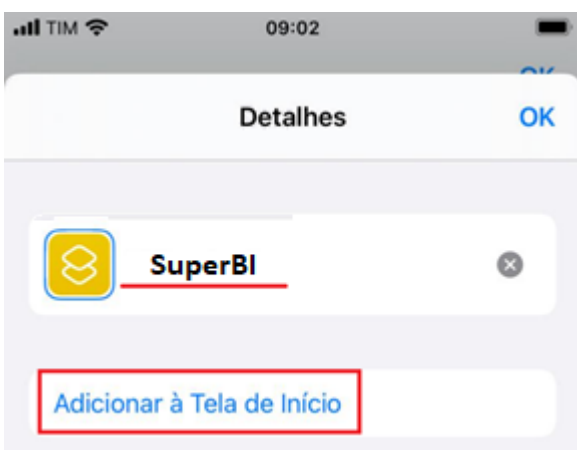 TIM 09:02
OK
Detalhes OK
SuperBI
Adicionar à Tela de Início